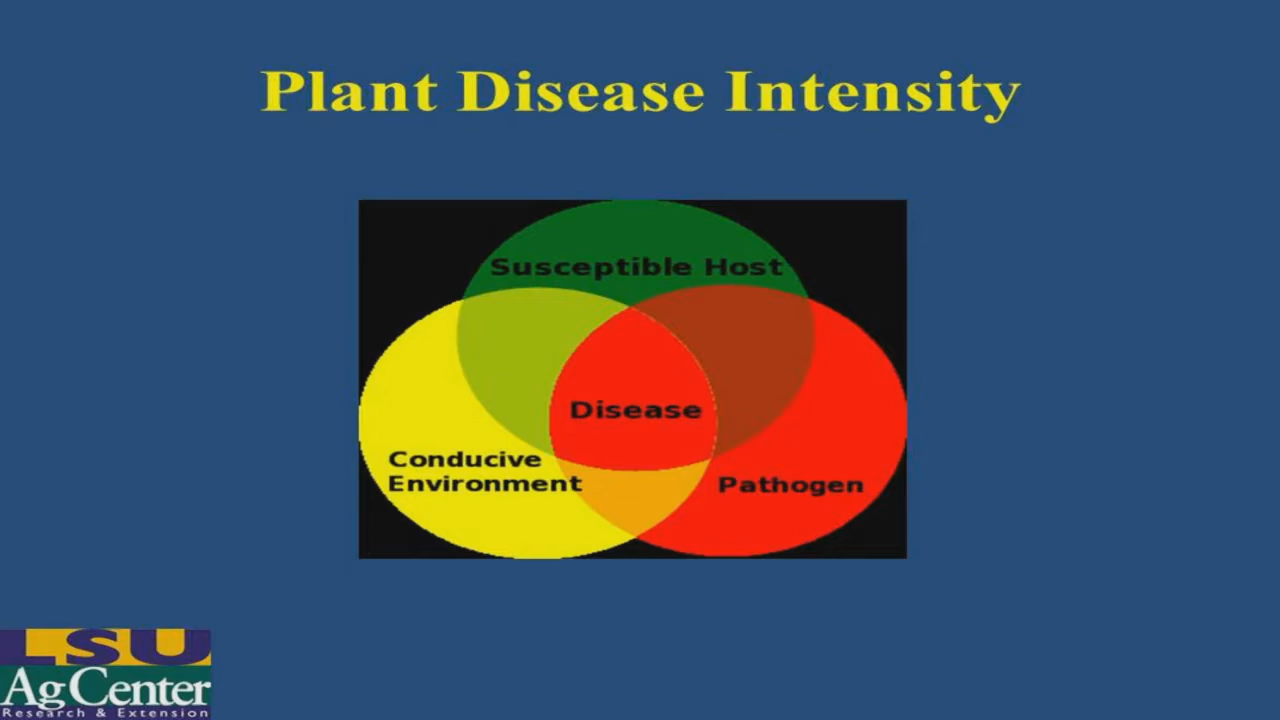 Plant Disease Intensity
Susceptible Host
Disease
Conducive
Environment
Pathogen
LSU
AgCenter
Research & Extension